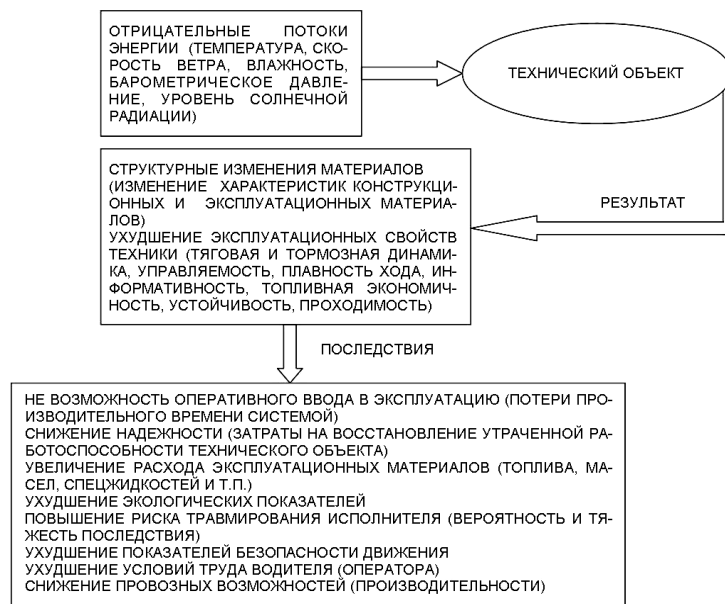 ОТРИЦАТЕЛЬНЫЕ ПОТОКИ
ЭНЕРГИИ (ТЕМПЕРАТУРА, СКО-
РОСТЬ ВЕТРА, ВЛАЖНОСТЬ,
БАРОМЕТРИЧЕСКОЕ ДАВЛЕ-
НИЕ, УРОВЕНЬ СОЛНЕЧНОЙ
РАДИАЦИИ)
ТЕХНИЧЕСКИЙ ОБЪЕКТ
РЕЗУЛЬТАТ
СТРУКТУРНЫЕ ИЗМЕНЕНИЯ МАТЕРИАЛОВ
(ИЗМЕНЕНИЕ ХАРАКТЕРИСТИК КОНСТРУКЦИ-
ОННЫХ И ЭКСПЛУАТАЦИОННЫХ МАТЕРИА-
ЛОВ)
УХУДШЕНИЕ ЭКСПЛУАТАЦИОННЫХ СВОЙСТВ
ТЕХНИКИ (ТЯГОВАЯ И ТОРМОЗНАЯ ДИНАМИ-
КА, УПРАВЛЯЕМОСТЬ, ПЛАВНОСТЬ ХОДА, ИН-
ФОРМАТИВНОСТЬ, ТОПЛИВНАЯ ЭКОНОМИЧ-
НОСТЬ, УСТОЙЧИВОСТЬ, ПРОХОДИМОСТЬ)
ПОСЛЕДСТВИЯ
НЕ ВОЗМОЖНОСТЬ ОПЕРАТИВНОГО ВВОДА В ЭКСПЛУАТАЦИЮ (ПОТЕРИ ПРО-
ИЗВОДИТЕЛЬНОГО ВРЕМЕНИ СИСТЕМОЙ)
СНИЖЕНИЕ НАДЕЖНОСТИ (ЗАТРАТЫ НА ВОССТАНОВЛЕНИЕ УТРАЧЕННОЙ РА-
БОТОСПОСОБНОСТИ ТЕХНИЧЕСКОГО ОБЪЕКТА)
УВЕЛИЧЕНИЕ РАСХОДА ЭКСПЛУАТАЦИОННЫХ МАТЕРИАЛОВ (ТОПЛИВА, МА-
СЕЛ, СПЕЦЖИДКОСТЕЙ И Т.П.)
УХУДШЕНИЕ ЭКОЛОГИЧЕСКИХ ПОКАЗАТЕЛЕЙ
ПОВЫШЕНИЕ РИСКА ТРАВМИРОВАНИЯ ИСПОЛНИТЕЛЯ (ВЕРОЯТНОСТЬ И ТЯ-
ЖЕСТЬ ПОСЛЕДСТВИЯ)
УХУДШЕНИЕ ПОКАЗАТЕЛЕЙ БЕЗОПАСНОСТИ ДВИЖЕНИЯ
УХУДШЕНИЕ УСЛОВИЙ ТРУДА ВОДИТЕЛЯ (ОПЕРАТОРА)
СНИЖЕНИЕ ПРОВОЗНЫХ ВОЗМОЖНОСТЕЙ (ПРОИЗВОДИТЕЛЬНОСТИ)